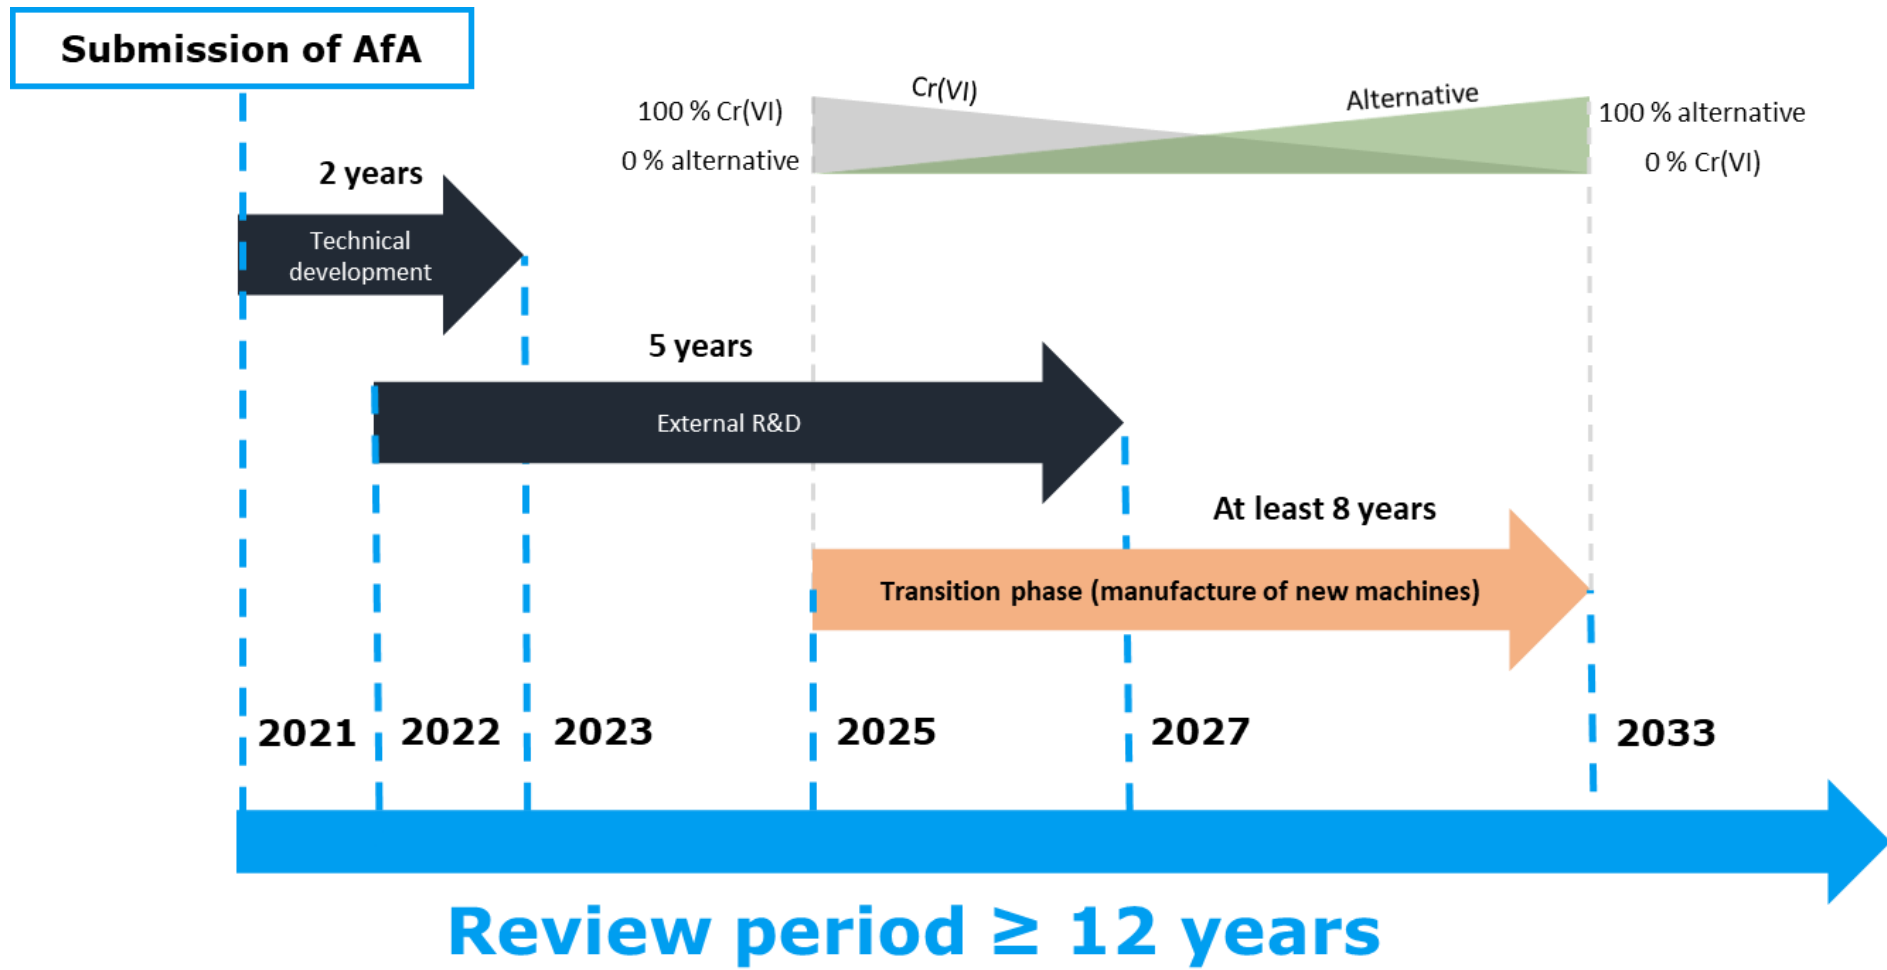 Submission of AfA
Cr(VI)
Alternative
100 % Cr(VI)
100 % alternative
0 % alternative
0 % Cr(VI)
2 years
Technical
development
5 years
External R&D
At least 8 years
Transition phase (manufacture of new machines)
2021
2022
2023
2025
2027
2033
Review period ≥ 12 years